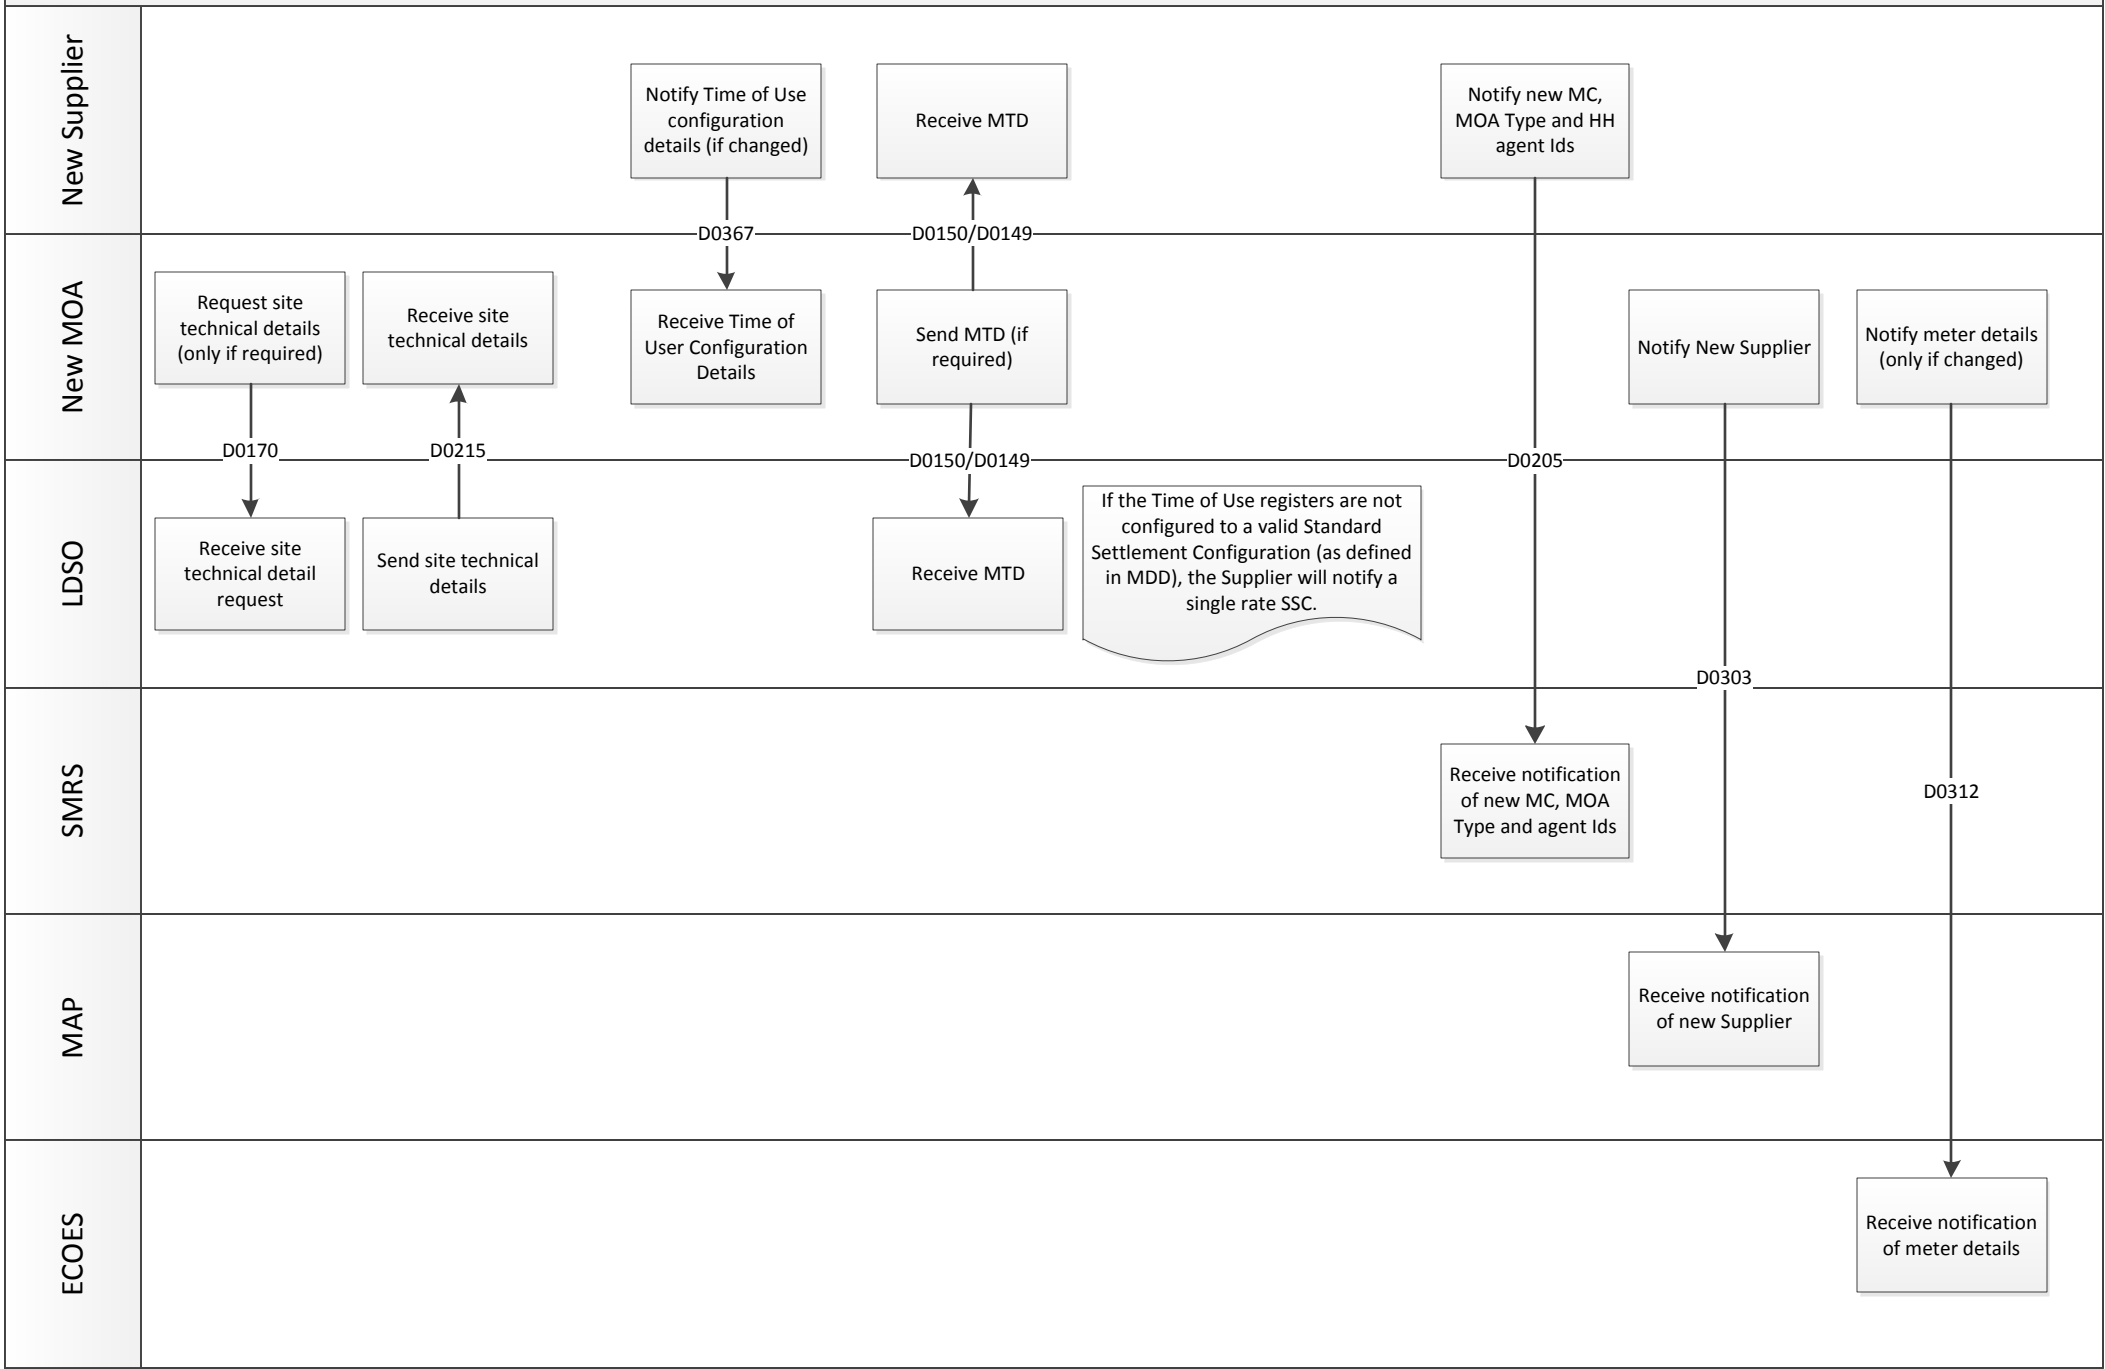 New Supplier
Notify Time of Use
configuration
details (if changed)
Receive MTD
Notify new MC,
MOA Type and HH
agent Ids
D0367
D0150/D0149
New MOA
Request site
technical details
(only if required)
Receive site
technical details
Receive Time of
User Configuration
Details
Send MTD (if
required)
Notify New Supplier
Notify meter details
(only if changed)
D0170
D0215
D0150/D0149
D0205
LDSO
Receive site
technical detail
request
Send site technical
details
Receive MTD
If the Time of Use registers are not
configured to a valid Standard
Settlement Configuration (as defined
in MDD), the Supplier will notify a
single rate SSC.
D0303
SMRS
Receive notification
of new MC, MOA
Type and agent Ids
D0312
MAP
Receive notification
of new Supplier
ECOES
Receive notification
of meter details